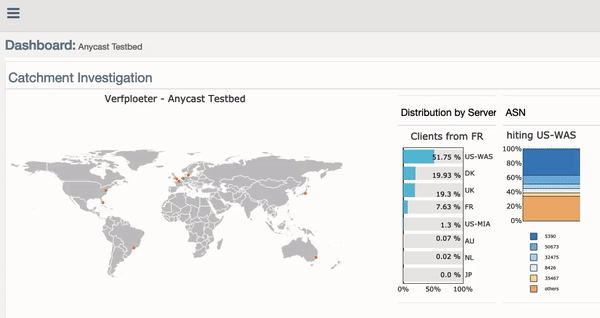 Dashboard: Anycast Testbed
Catchment Investigation
Verfploeter - Anycast Testbed
Distribution by Server
Clients from FR
51.75 % US-WAS
19.93 % DK
19.3 % UK
7.63 % FR
1.3 % US-MIA
0.07 % AU
0.02 % NL
0.0 % JP
0% 50% 100%
ASN
hiting US-WAS
100%
80%
60%
40%
20%
0%
5390
50673
32475
8426
35467
others